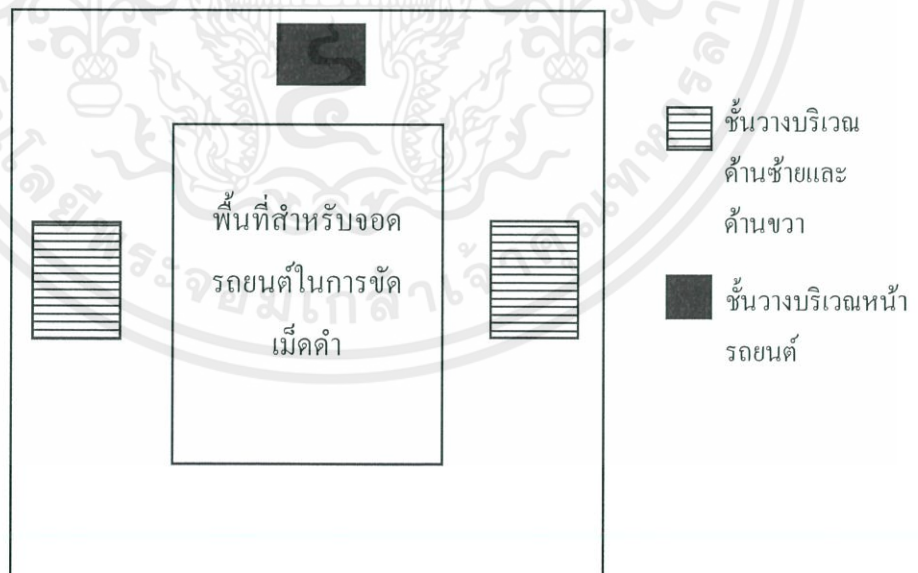 พื้นที่สำหรับจอด
รถยนต์ในการขัด
เม็ดดำ
ชั้นวางบริเวณ
ด้านซ้ายและ
ด้านขวา
ชั้นวางบริเวณหน้า
รถยนต์